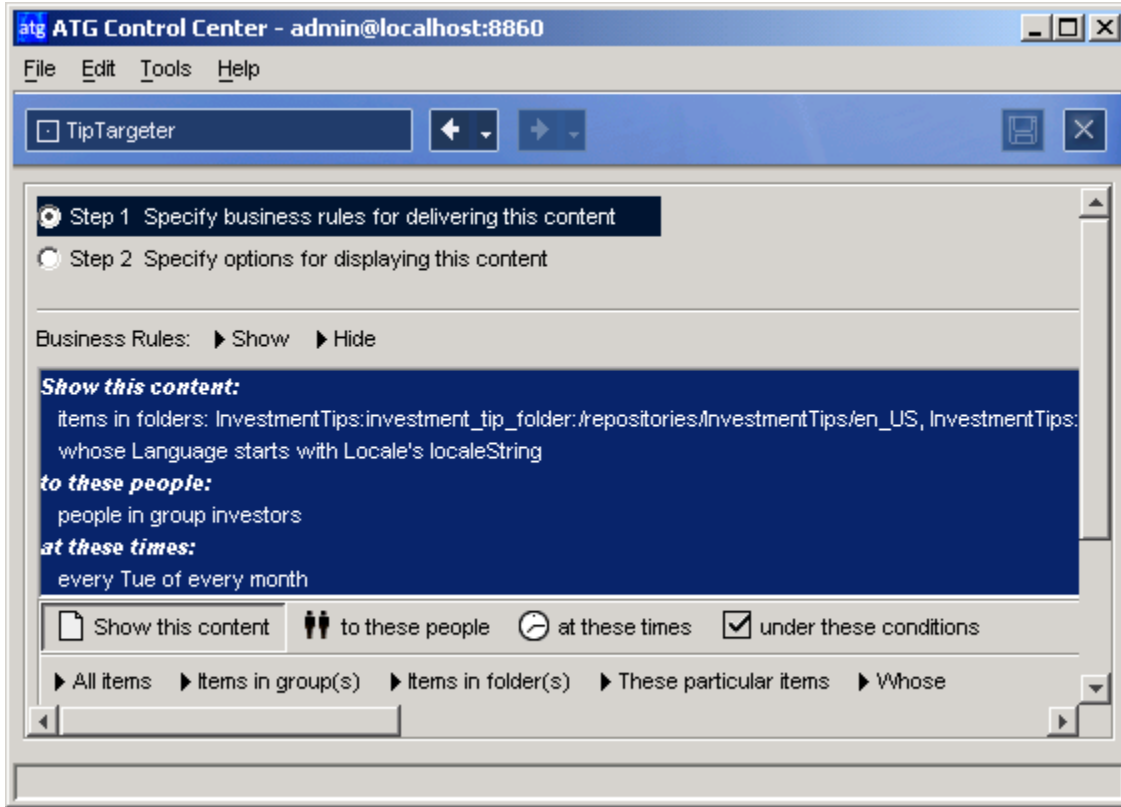 atg ATG Control Center - admin@localhost:8860
File Edit Tools Help
TipTargeter
Step 1 Specify business rules for delivering this content
Step 2 Specify options for displaying this content
Business Rules: Show Hide
Show this content:
items in folders: InvestmentTips:investment_tip_folder:/repositories/InvestmentTips/en_US, InvestmentTips:
whose Language starts with Locale's localeString
to these people:
people in group investors
at these times:
every Tue of every month
Show this content to these people at these times under these conditions
All items Items in group(s) Items in folder(s) These particular items Whose